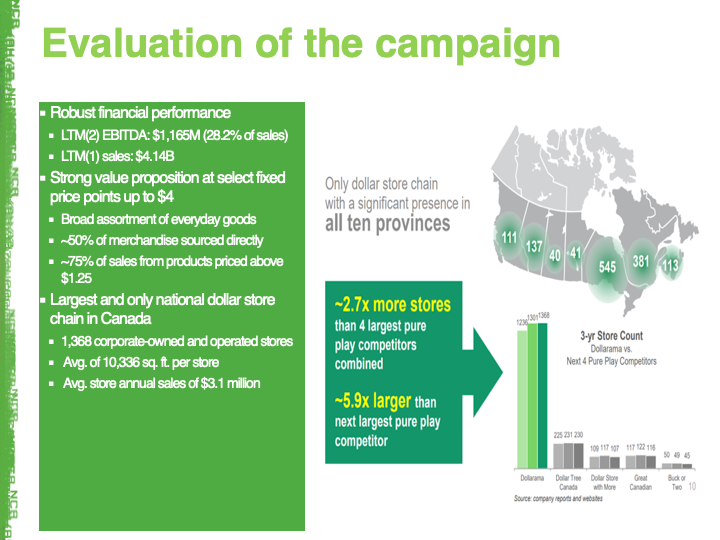 Evaluation of the campaign
Robust financial performance
LTM(2) EBITDA: $1,165M (28.2% of sales)
LTM(1) sales: $4.14B
Strong value proposition at select fixed
price points up to $4
Broad assortment of everyday goods
~50% of merchandise sourced directly
~75% of sales from products priced above
$1.25
Largest and only national dollar store
chain in Canada
1,368 corporate-owned and operated stores
Avg. of 10,336 sq. ft. per store
Avg. store annual sales of $3.1 million
Only dollar store chain
with a significant presence in
all ten provinces
111
137
40
41
545
381
113
~2.7x more stores
than 4 largest pure
play competitors
combined
~5.9x larger than
next largest pure play
competitor
3-yr Store Count
Dollarama vs.
Next 4 Pure Play Competitors
1236 1301 1368
225 231 230
109 117 107
117 122 116
50 49 45
Dollarama
Dollar Tree
Canada
Dollar Store
with More
Great
Canadian
Buck or
Two
10
Source: company reports and websites